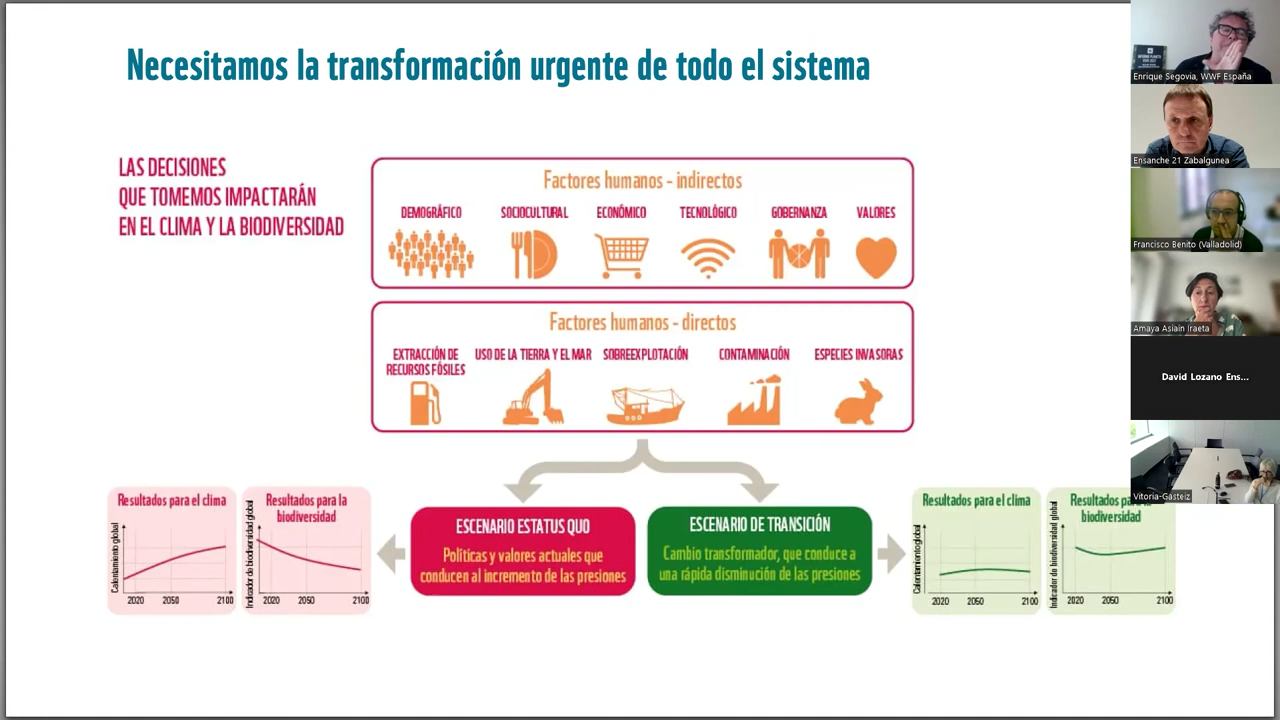 Necesitamos la transformación urgente de todo el sistema
LAS DECISIONES
QUE TOMEMOS IMPACTARÁN
EN EL CLIMA Y LA BIODIVERSIDAD
Factores humanos - indirectos
DEMOGRÁFICO
SOCIOCULTURAL
ECONÓMICO
TECNOLÓGICO
GOBERNANZA
VALORES
Factores humanos - directos
EXTRACCIÓN DE
RECURSOS FÓSILES
USO DE LA TIERRA Y EL MAR
SOBREEXPLOTACIÓN
CONTAMINACIÓN
ESPECIES INVASORAS
Resultados para el clima
Calentamiento global
2020 2050 2100
Resultados para la
biodiversidad
Indicador de biodiversidad global
2020 2050 2100
ESCENARIO ESTATUS QUO
Políticas y valores actuales que
conducen al incremento de las presiones
ESCENARIO DE TRANSICIÓN
Cambio transformador, que conduce a
una rápida disminución de las presiones
Resultados para el clima
Calentamiento global
2020 2050 2100
Resultados
biodiversidad
Indicador de biodiversidad global
2020 2050 2100
Enrique Segovia, WWF España
Ensanche 21 Zabalgunea
Francisco Benito (Valladolid)
Amaya Asiain Iraeta
David Lozano Ens...
Vitoria-Gasteiz